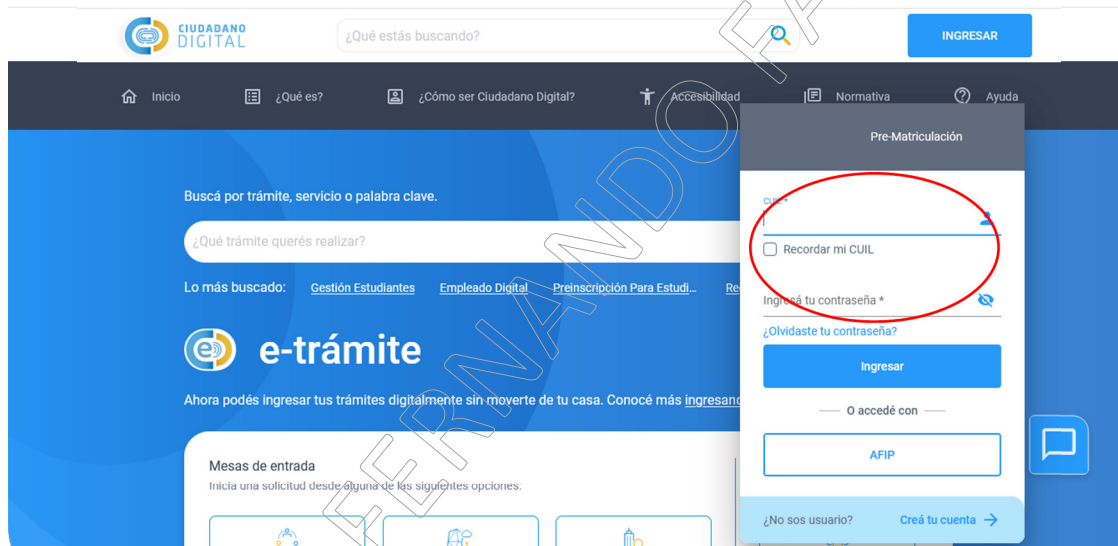 CIUDADANO
DIGITAL
¿Qué estás buscando?
INGRESAR
Inicio
¿Qué es?
¿Cómo ser Ciudadano Digital?
Accesibilidad
Normativa
Ayuda
Pre-Matriculación
Buscá por trámite, servicio o palabra clave.
¿Qué trámite querés realizar?
Lo más buscado: Gestión Estudiantes Empleado Digital Preinscripción Para Estudi... Re
e-trámite
Ahora podés ingresar tus trámites digitalmente sin moverte de tu casa. Conocé más ingresand
Mesas de entrada
Inicia una solicitud desde alguna de las siguientes opciones:
CUIL *
Recordar mi CUIL
Ingresá tu contraseña *
¿Olvidaste tu contraseña?
Ingresar
O accedé con
AFIP
¿No sos usuario? Creá tu cuenta
FERNANDO FA